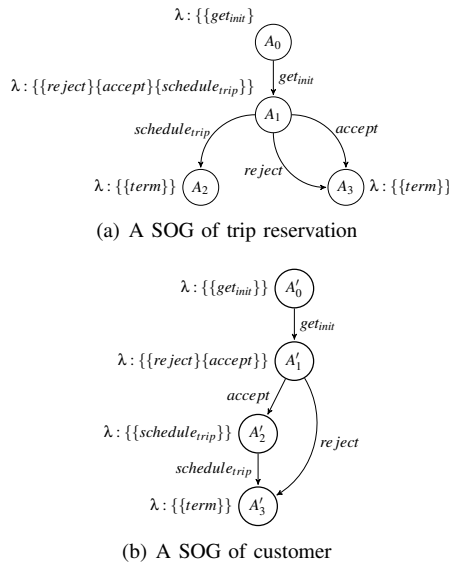 λ : {{get_init}
A_0
get_init
λ : {{reject}{accept}{schedule_trip}}
A_1
schedule_trip
accept
reject
λ : {{term}}
A_2
A_3
λ : {{term}}
(a) A SOG of trip reservation
λ : {{get_init}}
A′_0
get_init
λ : {{reject}{accept}}
A′_1
accept
λ : {{schedule_trip}}
A′_2
reject
schedule_trip
λ : {{term}}
A′_3
(b) A SOG of customer